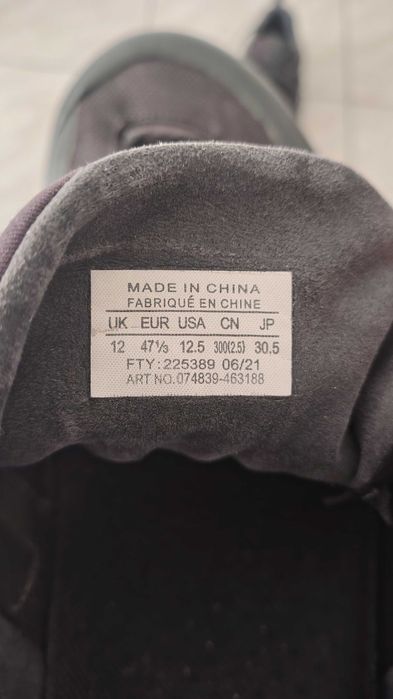 MADE IN CHINA
FABRIQUÉ EN CHINE
UK EUR USA CN JP
12 47⅓ 12.5 300(2.5) 30.5
FTY: 225389 06/21
ART NO. 074839-463188